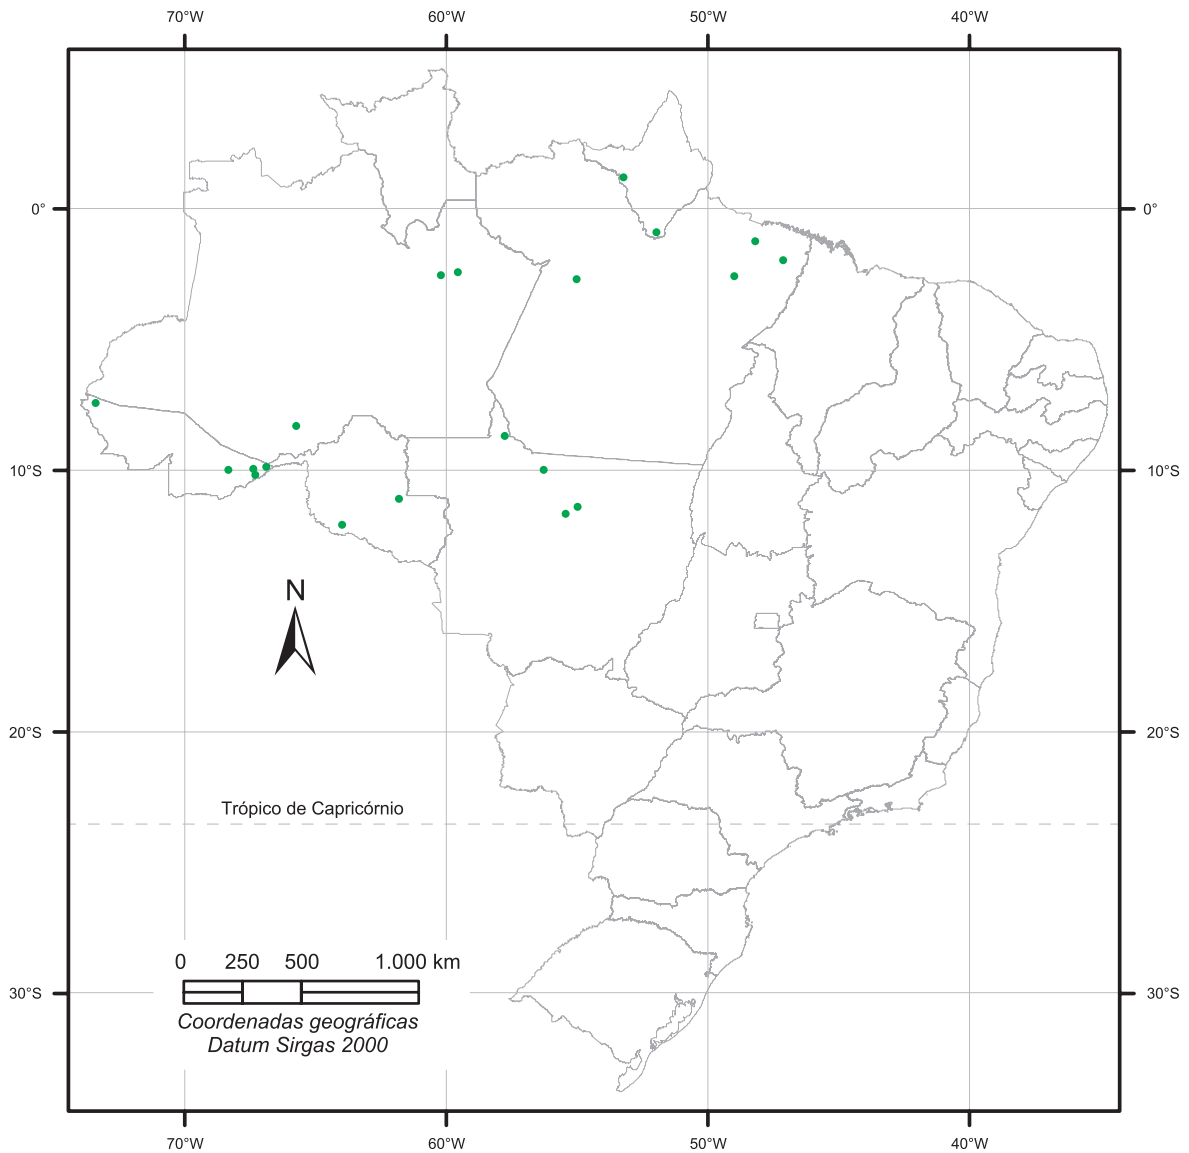 70°W 60°W 50°W 40°W
0° 0°
10°S 10°S
N
20°S 20°S
Trópico de Capricórnio
0 250 500 1.000 km
30°S 30°S
Coordenadas geográficas
Datum Sirgas 2000
70°W 60°W 50°W 40°W